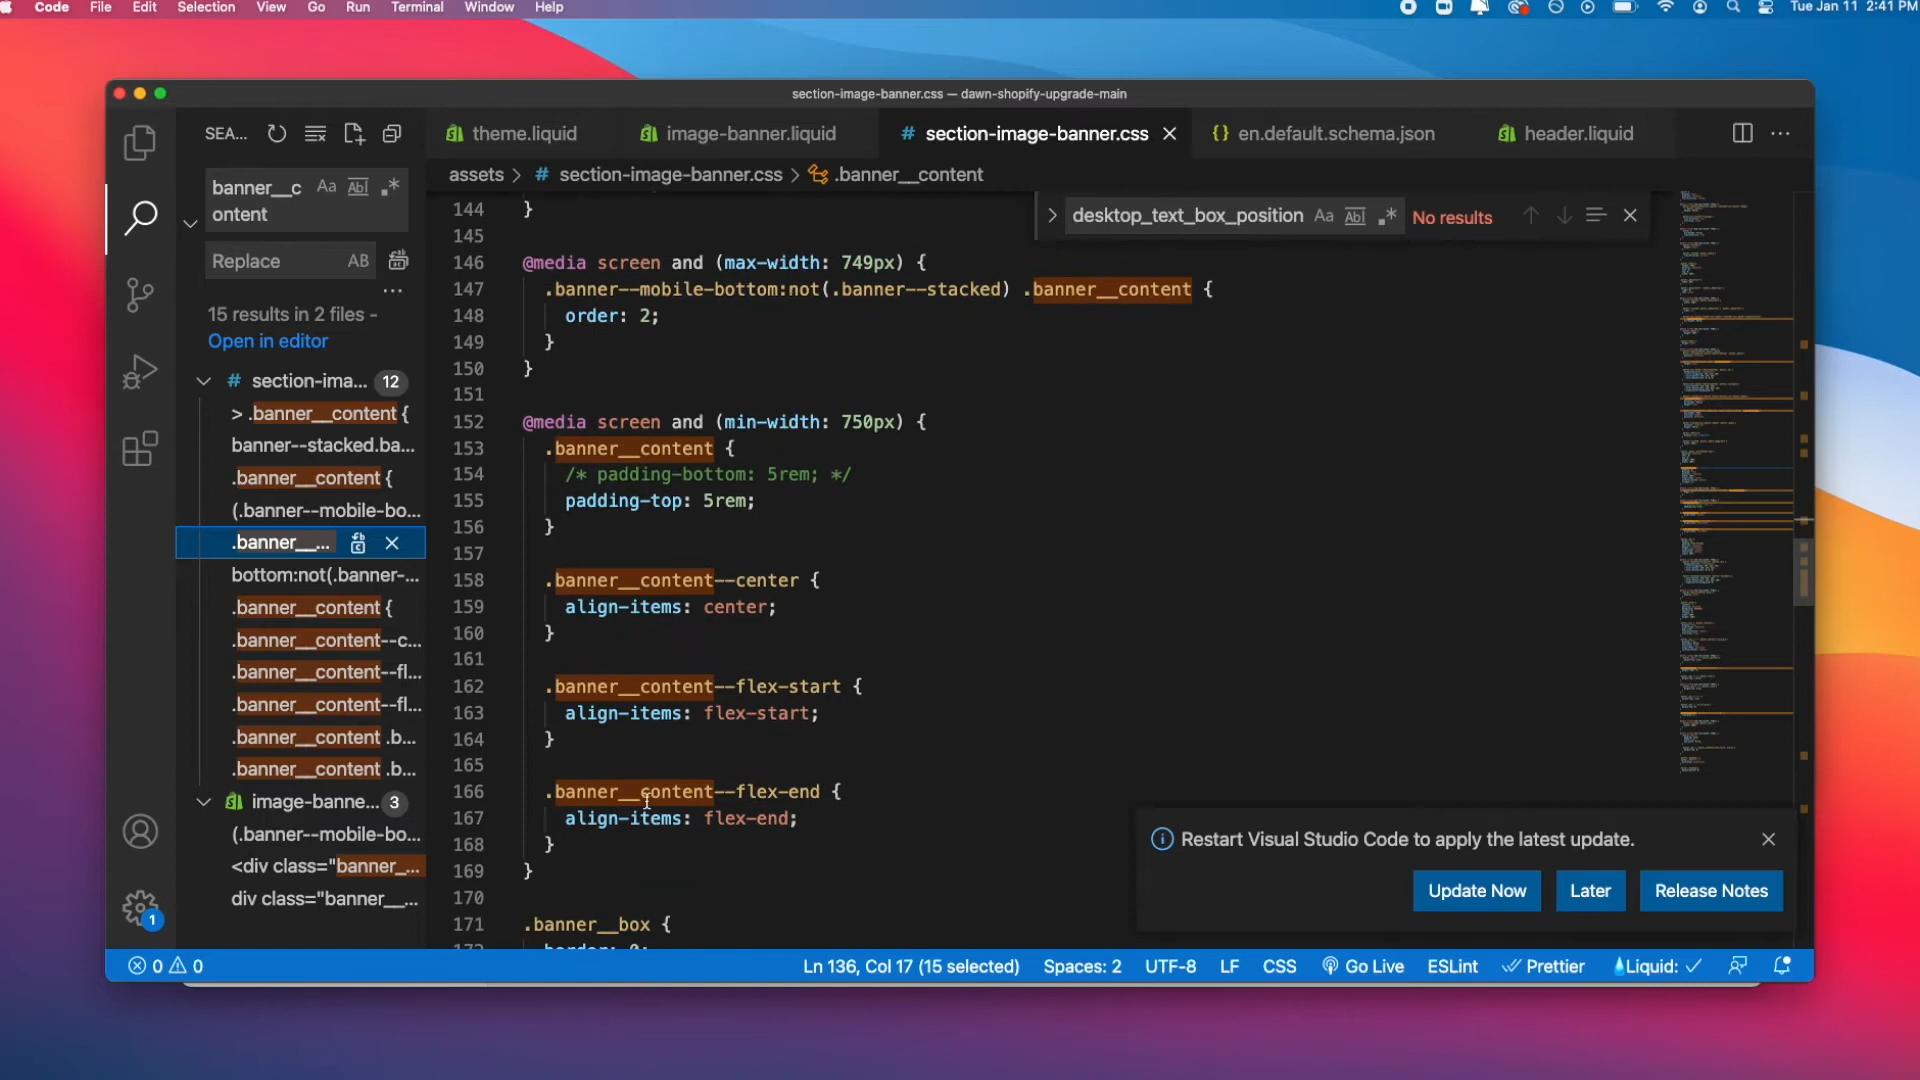 Code File Edit Selection View Go Run Terminal Window Help Tue Jan 11 2:41 PM
section-image-banner.css — dawn-shopify-upgrade-main
SEA...
theme.liquid image-banner.liquid # section-image-banner.css {} en.default.schema.json header.liquid
assets > # section-image-banner.css > .banner__content
banner__c
ontent
Aa Abl .*
Replace AB
desktop_text_box_position Aa Abl .* No results
15 results in 2 files -
Open in editor
# section-ima... 12
> .banner__content {
banner--stacked.ba...
.banner__content {
(.banner--mobile-bo...
.banner__...
bottom:not(.banner-...
.banner__content {
.banner__content--c...
.banner__content--fl...
.banner__content--fl...
.banner__content .b...
.banner__content .b...
image-banne... 3
(.banner--mobile-bo...
<div class="banner_...
div class="banner__...
1
144 }
145
146 @media screen and (max-width: 749px) {
147 .banner--mobile-bottom:not(.banner--stacked) .banner__content {
148 order: 2;
149 }
150 }
151
152 @media screen and (min-width: 750px) {
153 .banner__content {
154 /* padding-bottom: 5rem; */
155 padding-top: 5rem;
156 }
157
158 .banner__content--center {
159 align-items: center;
160 }
161
162 .banner__content--flex-start {
163 align-items: flex-start;
164 }
165
166 .banner__content--flex-end {
167 align-items: flex-end;
168 }
169 }
170
171 .banner__box {
Restart Visual Studio Code to apply the latest update.
Update Now Later Release Notes
0 0 Ln 136, Col 17 (15 selected) Spaces: 2 UTF-8 LF CSS Go Live ESLint Prettier Liquid: